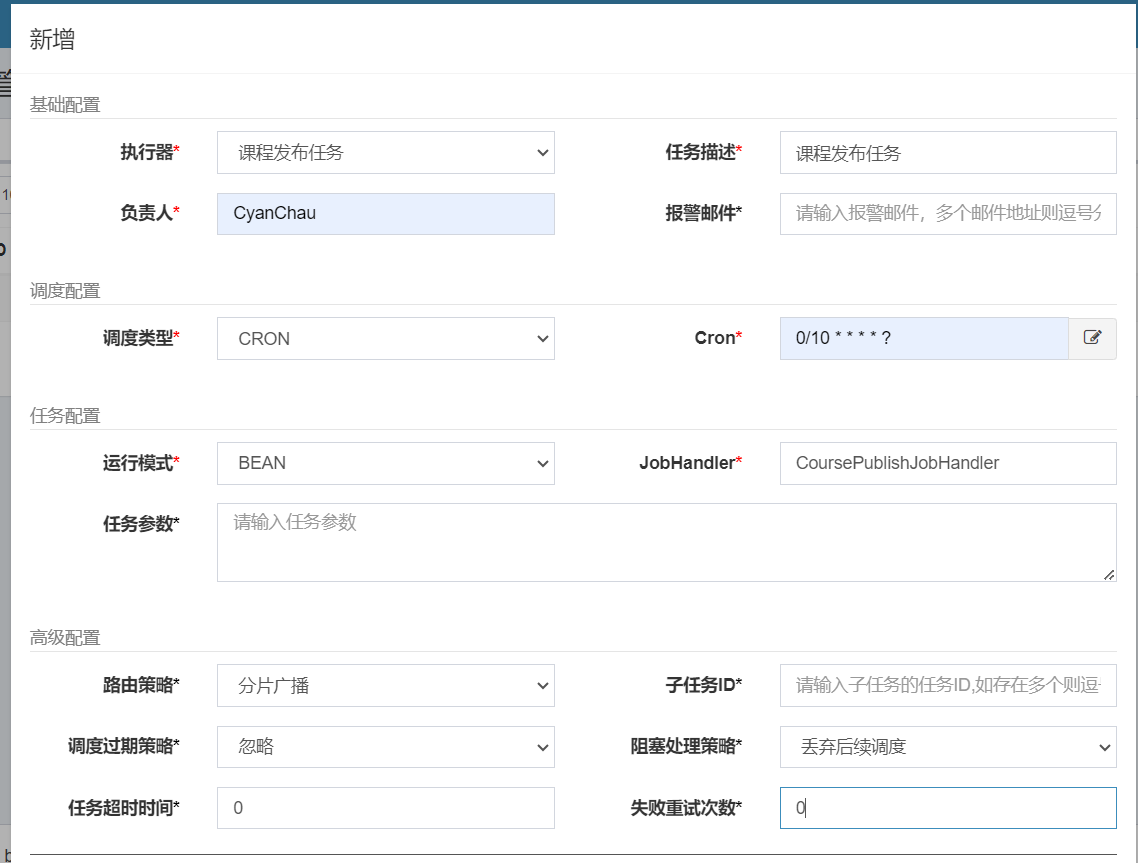 新增
基础配置
执行器* 课程发布任务 任务描述* 课程发布任务
负责人* CyanChau 报警邮件* 请输入报警邮件，多个邮件地址则逗号分
调度配置
调度类型* CRON Cron* 0/10 * * * * ?
任务配置
运行模式* BEAN JobHandler* CoursePublishJobHandler
任务参数* 请输入任务参数
高级配置
路由策略* 分片广播 子任务ID* 请输入子任务的任务ID,如存在多个则逗
调度过期策略* 忽略 阻塞处理策略* 丢弃后续调度
任务超时时间* 0 失败重试次数* 0